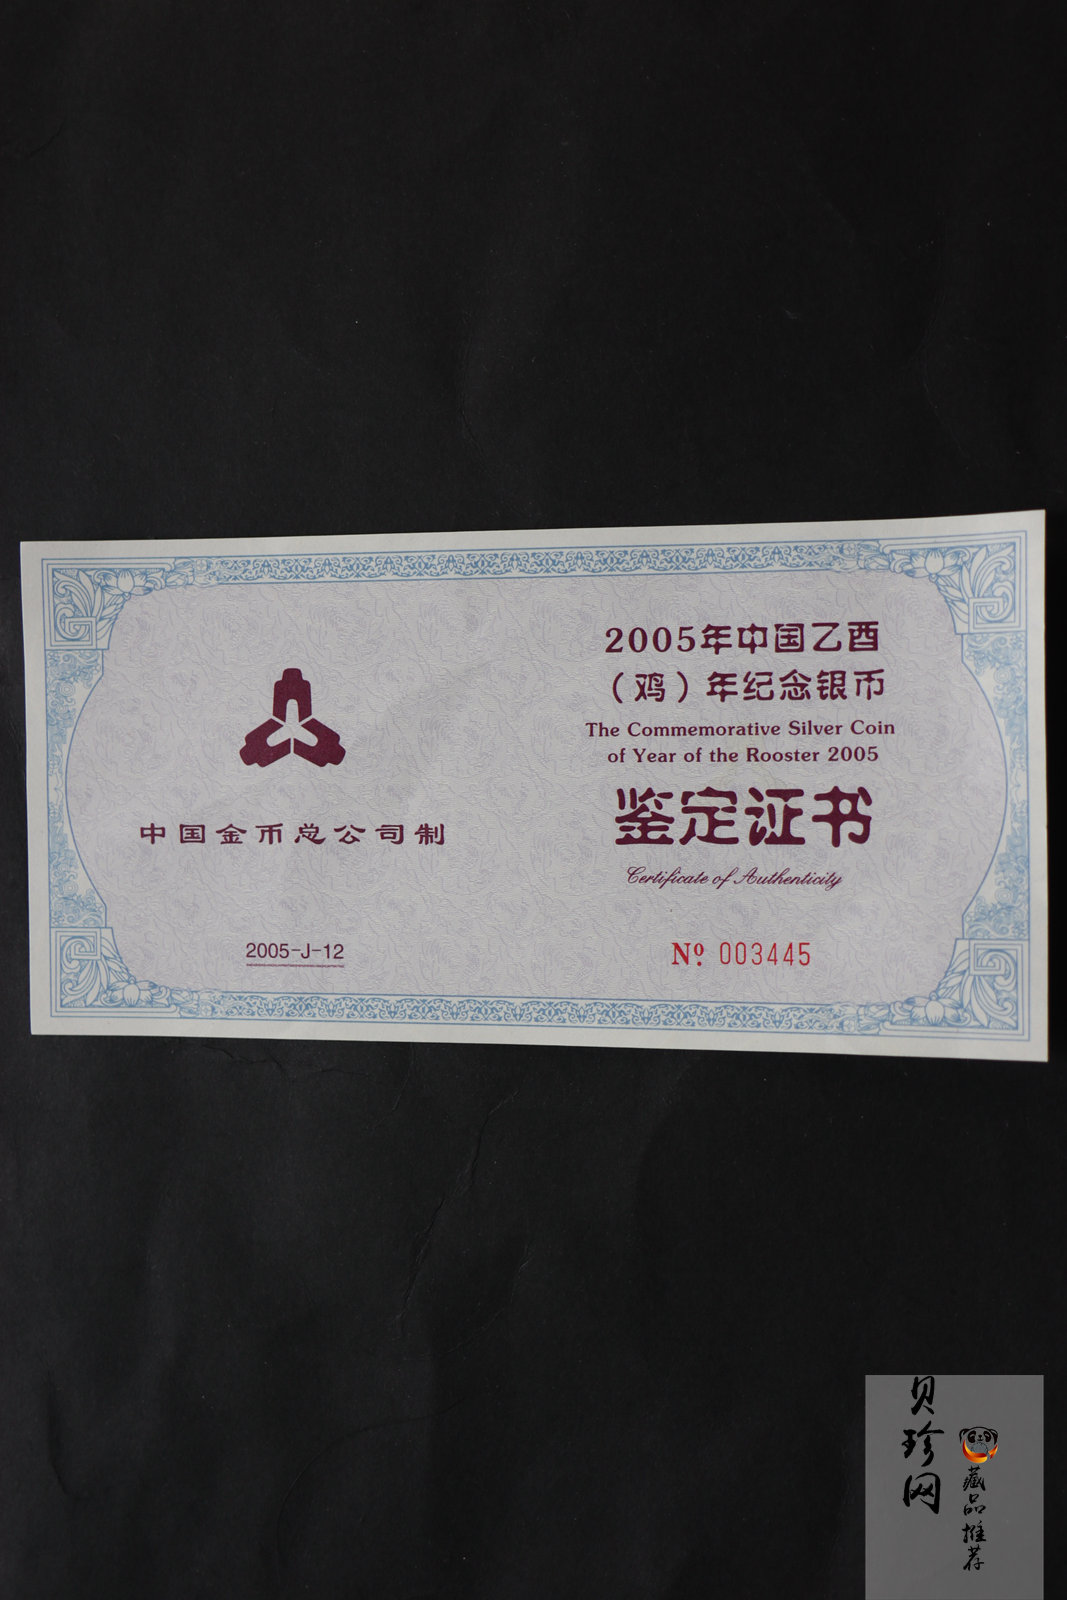 中国金币总公司制
2005-J-12
2005年中国乙酉
（鸡）年纪念银币
The Commemorative Silver Coin
of Year of the Rooster 2005
鉴定证书
Certificate of Authenticity
Nº 003445
贝珍网
藏品推荐